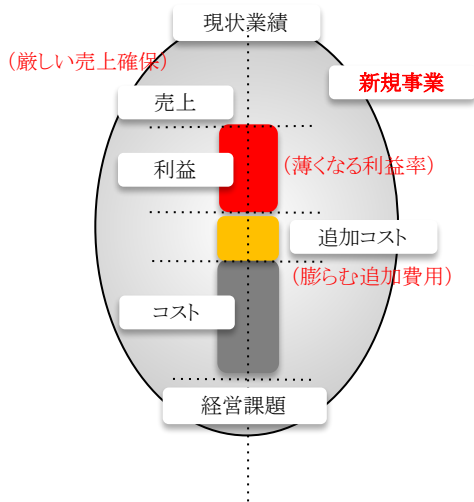 現状業績
(厳しい売上確保)
新規事業
売上
利益
(薄くなる利益率)
追加コスト
(膨らむ追加費用)
コスト
経営課題